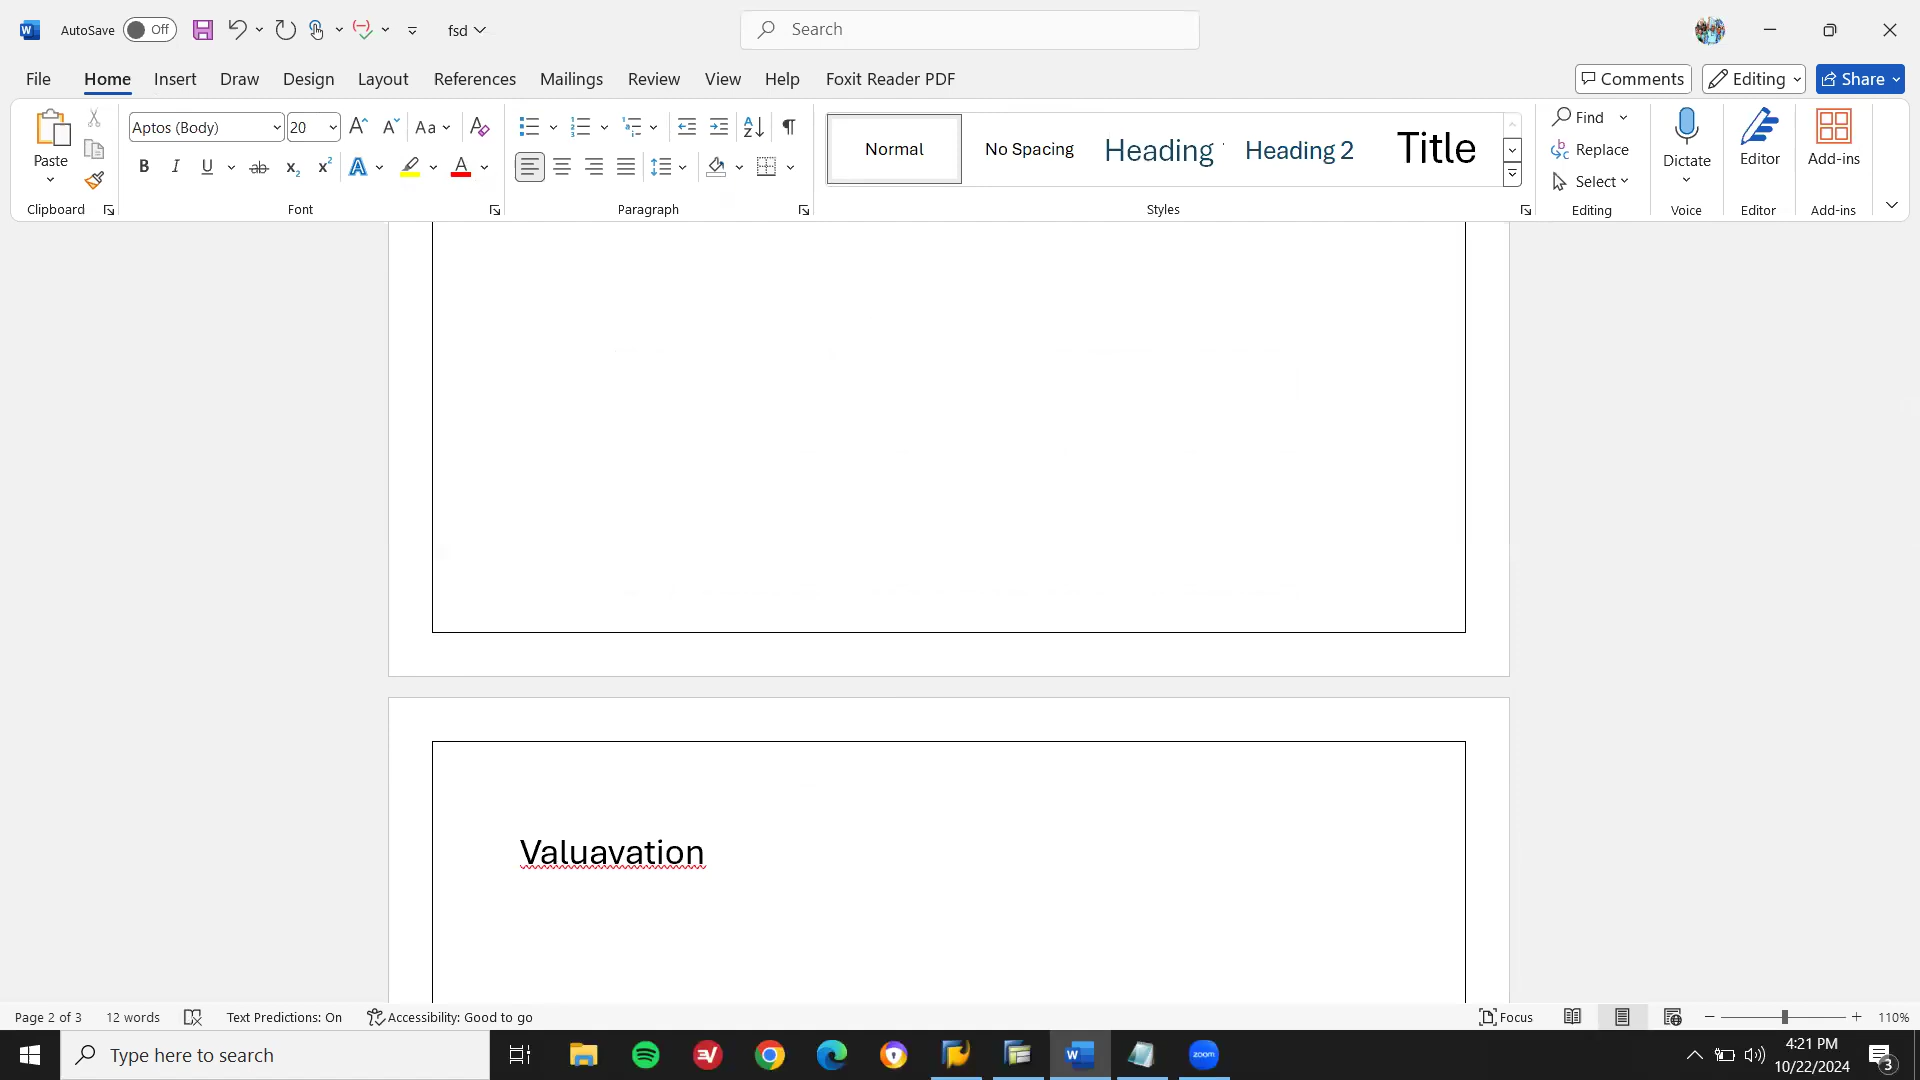 AutoSave Off fsd Search
File Home Insert Draw Design Layout References Mailings Review View Help Foxit Reader PDF Comments Editing Share
Paste Aptos (Body) 20 Normal No Spacing Heading Heading 2 Title Find Replace Select Dictate Editor Add-ins
Clipboard Font Paragraph Styles Editing Voice Editor Add-ins
Valuavation
Page 2 of 3 12 words Text Predictions: On Accessibility: Good to go Focus 110%
Type here to search zoom 4:21 PM
10/22/2024 3